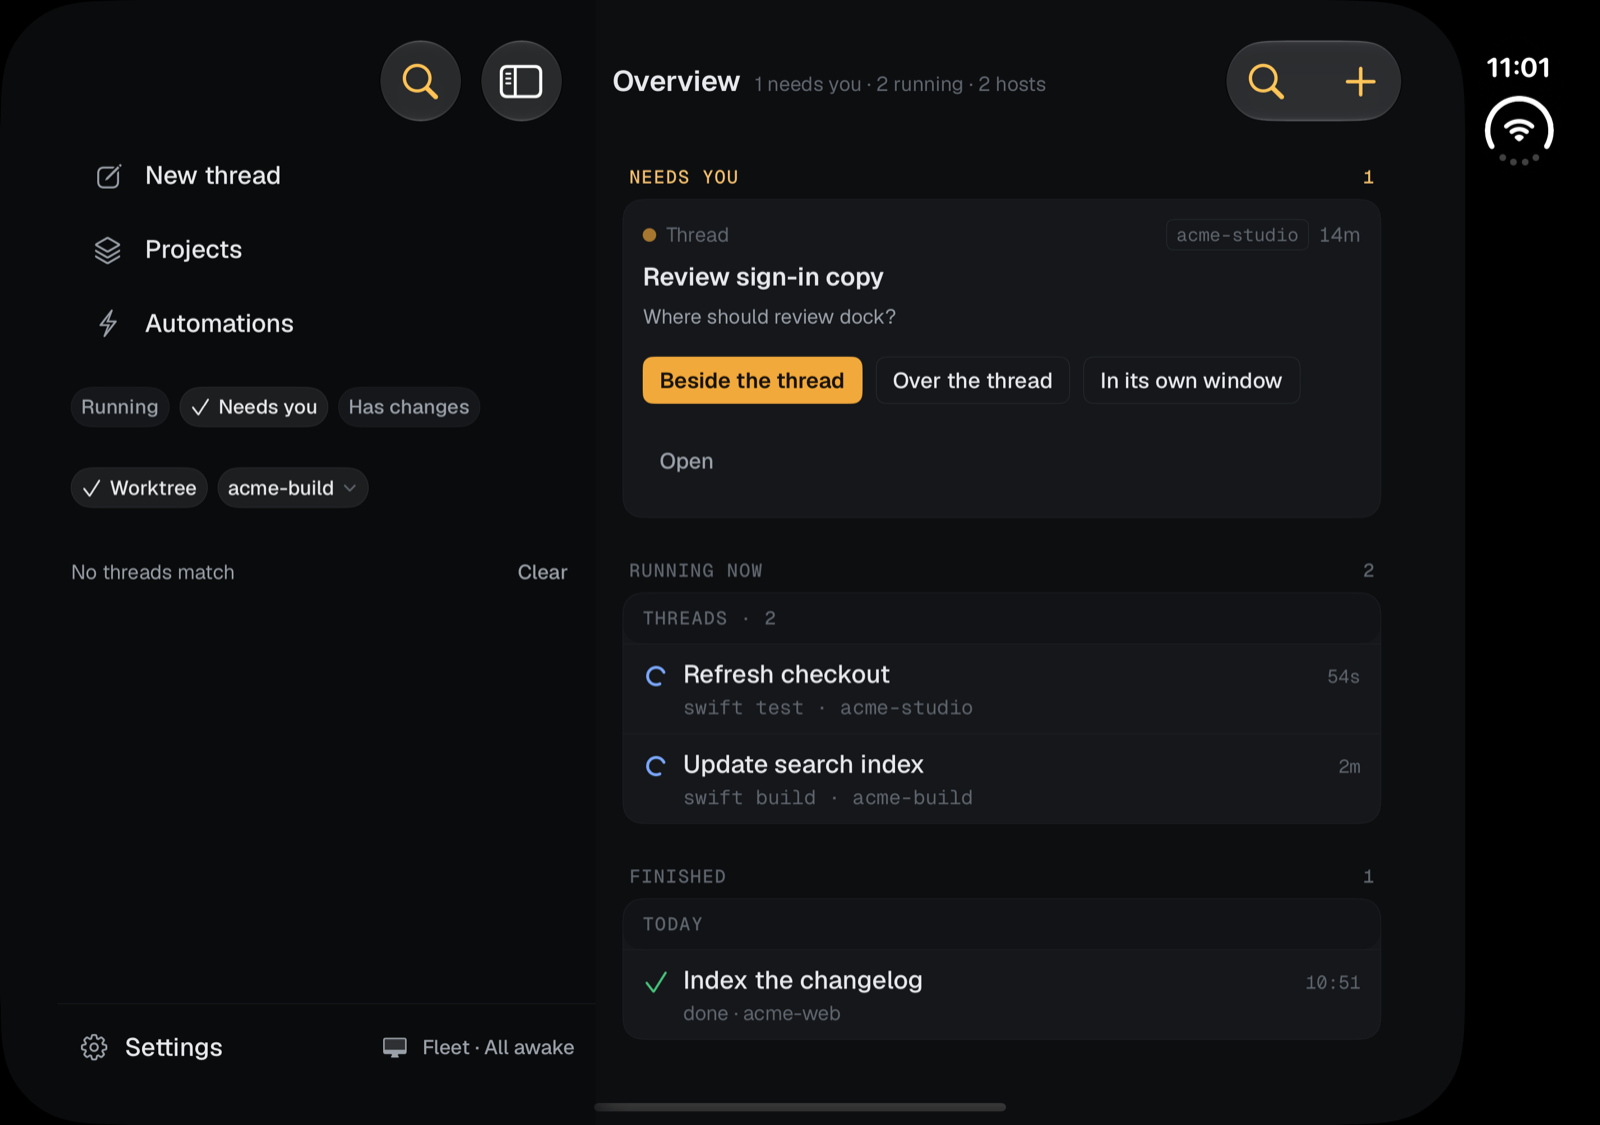 New thread
Projects
Automations
Running
Needs you
Has changes
Worktree
acme-build
No threads match
Clear
Settings
Fleet · All awake
Overview
1 needs you · 2 running · 2 hosts
NEEDS YOU
1
Thread
acme-studio
14m
Review sign-in copy
Where should review dock?
Beside the thread
Over the thread
In its own window
Open
RUNNING NOW
2
THREADS · 2
Refresh checkout
54s
swift test · acme-studio
Update search index
2m
swift build · acme-build
FINISHED
1
TODAY
Index the changelog
10:51
done · acme-web
11:01